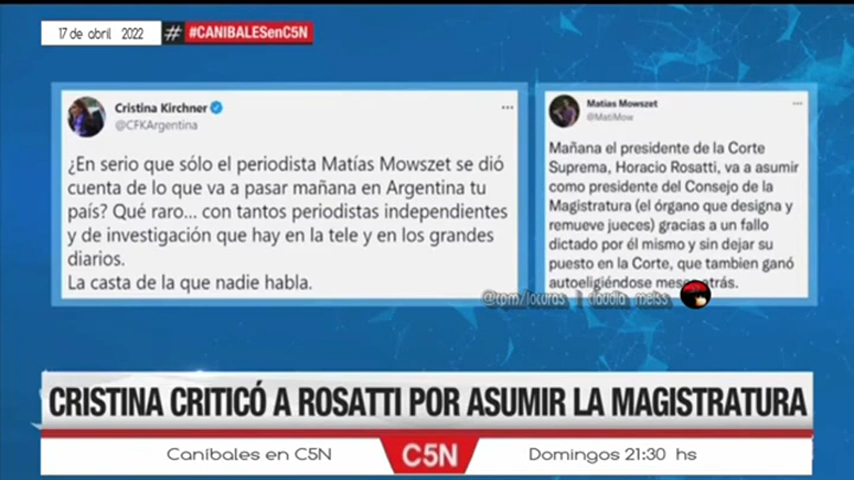 17 de abril 2022 # #CANIBALESenC5N
Cristina Kirchner
@CFKArgentina
¿En serio que sólo el periodista Matías Mowszet se dió
cuenta de lo que va a pasar mañana en Argentina tu
país? Qué raro... con tantos periodistas independientes
y de investigación que hay en la tele y en los grandes
diarios.
La casta de la que nadie habla.
Matias Mowszet
@MatiMow
Mañana el presidente de la Corte
Suprema, Horacio Rosatti, va a asumir
como presidente del Consejo de la
Magistratura (el órgano que designa y
remueve jueces) gracias a un fallo
dictado por él mismo y sin dejar su
puesto en la Corte, que tambien ganó
autoeligiéndose meses atrás.
claudia meiss
CRISTINA CRITICÓ A ROSATTI POR ASUMIR LA MAGISTRATURA
Caníbales en C5N C5N Domingos 21:30 hs